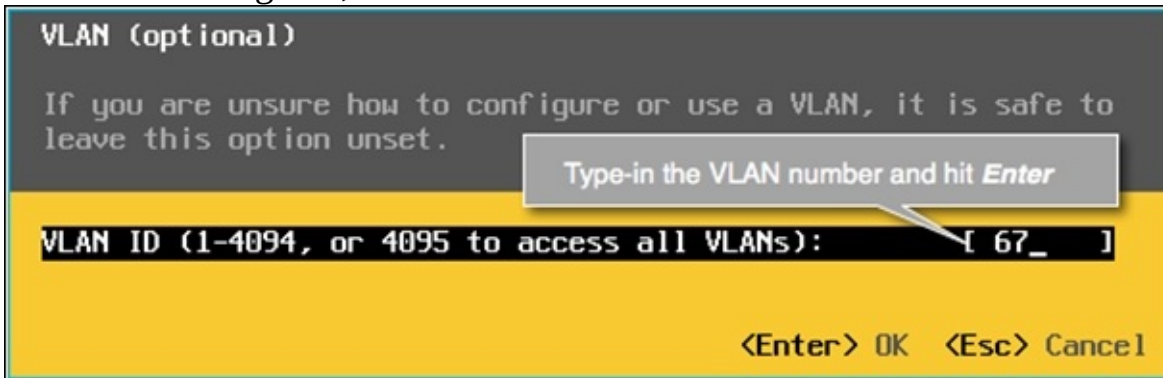 VLAN (optional)
If you are unsure how to configure or use a VLAN, it is safe to
leave this option unset.
Type-in the VLAN number and hit Enter
VLAN ID (1-4094, or 4095 to access all VLANs): [ 67_ ]
<Enter> OK <Esc> Cancel